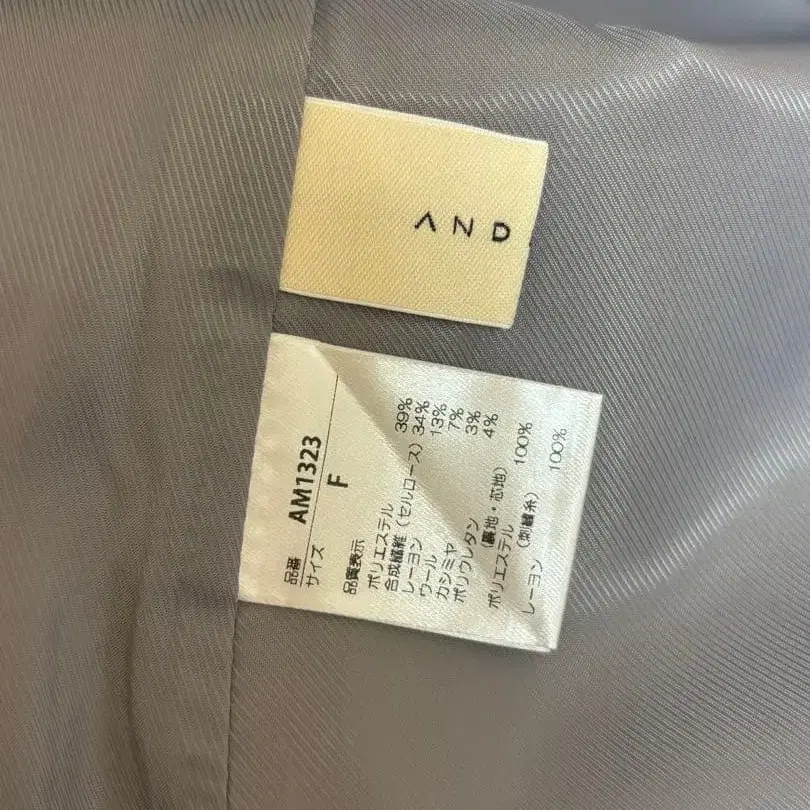 AND
品番 AM1323
サイズ F
品質表示
ポリエステル 39%
合成繊維(セルロース) 34%
レーヨン 13%
ウール 7%
カシミヤ 3%
ポリウレタン 4%
(裏地・芯地)
ポリエステル 100%
(刺繍糸)
レーヨン 100%